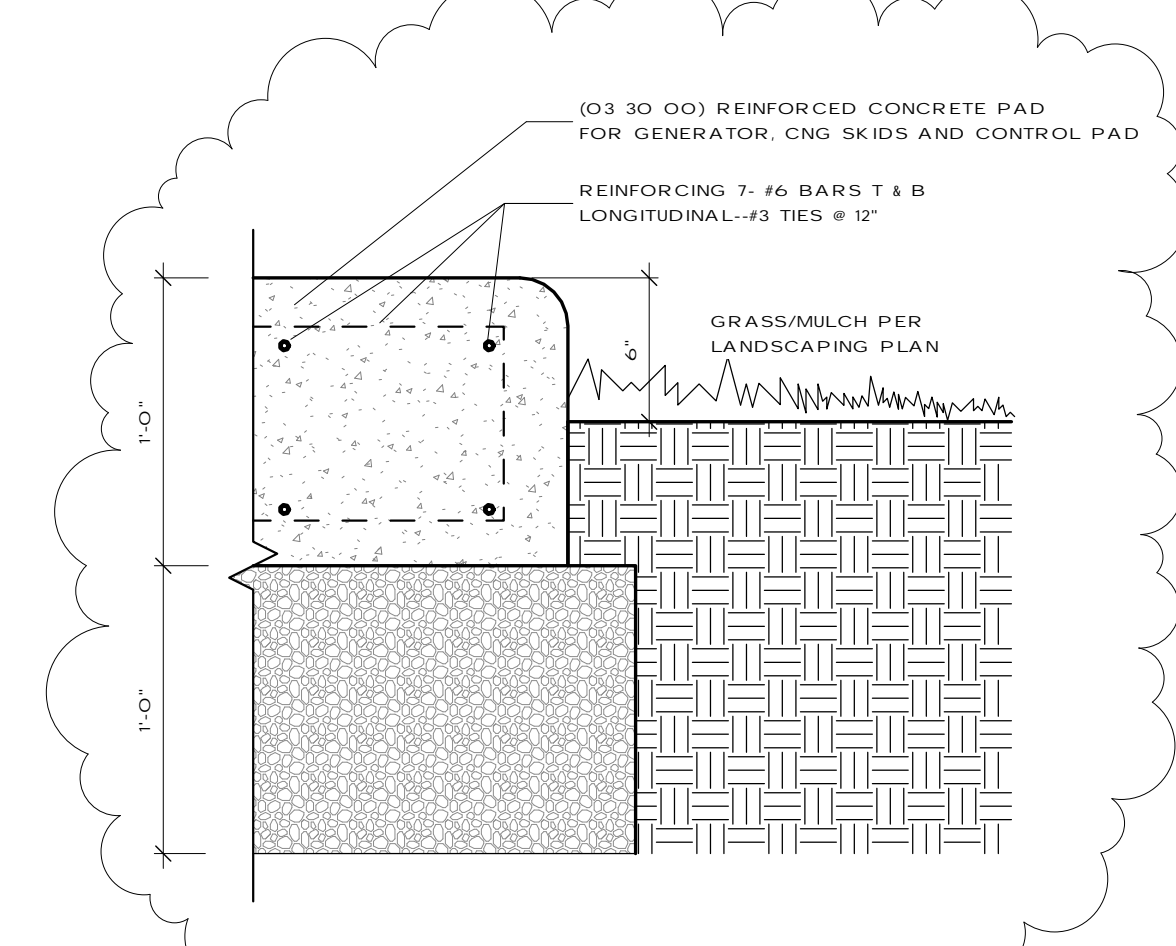 (03 30 00) REINFORCED CONCRETE PAD
FOR GENERATOR, CNG SKIDS AND CONTROL PAD
REINFORCING 7- #6 BARS T & B
LONGITUDINAL--#3 TIES @ 12"
GRASS/MULCH PER
LANDSCAPING PLAN
6"
1'-0"
1'-0"